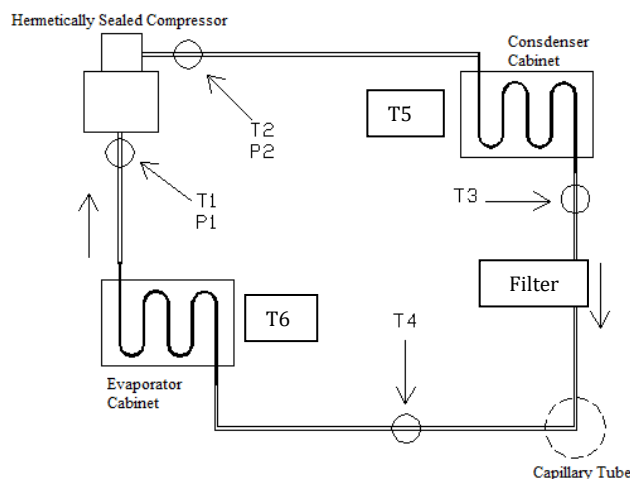 Hermetically Sealed Compressor
Consdenser
Cabinet
T5
T2
P2
T3
T1
P1
Filter
T6
T4
Evaporator
Cabinet
Capillary Tube